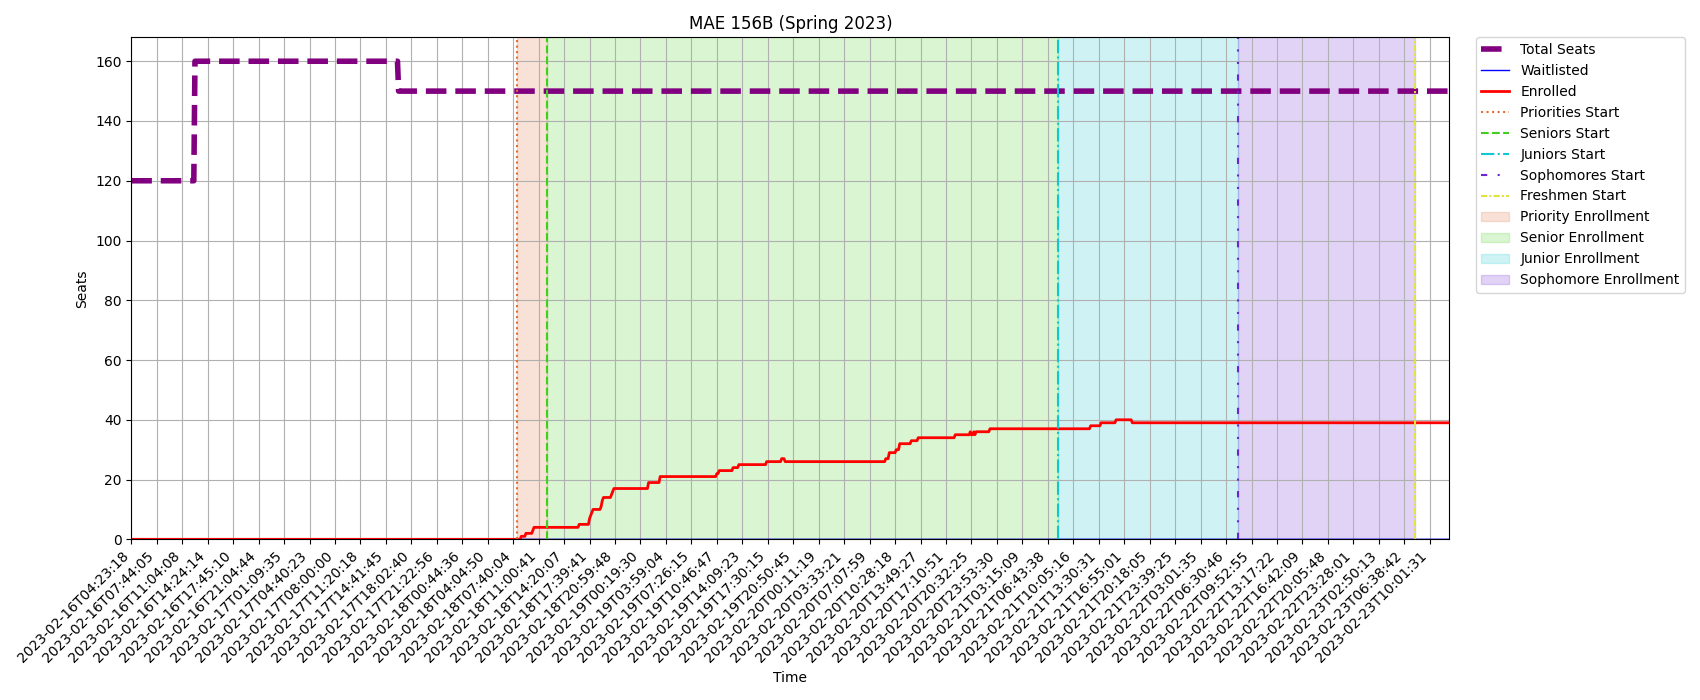 MAE 156B (Spring 2023)
160
140
120
100
80
60
40
20
0
Seats
2023-02-16T04:23:18
2023-02-16T07:44:05
2023-02-16T11:04:08
2023-02-16T14:24:14
2023-02-16T17:45:10
2023-02-16T21:04:44
2023-02-17T01:09:35
2023-02-17T04:40:23
2023-02-17T08:00:00
2023-02-17T11:20:18
2023-02-17T14:41:45
2023-02-17T18:02:40
2023-02-17T21:22:56
2023-02-18T00:44:36
2023-02-18T04:04:50
2023-02-18T07:40:04
2023-02-18T11:00:41
2023-02-18T14:20:07
2023-02-18T17:39:41
2023-02-18T20:59:48
2023-02-19T00:19:30
2023-02-19T03:59:04
2023-02-19T07:26:15
2023-02-19T10:46:47
2023-02-19T14:09:23
2023-02-19T17:30:15
2023-02-19T20:50:45
2023-02-20T00:11:19
2023-02-20T03:33:21
2023-02-20T07:07:59
2023-02-20T10:28:18
2023-02-20T13:49:27
2023-02-20T17:10:51
2023-02-20T20:32:25
2023-02-20T23:53:30
2023-02-21T03:15:09
2023-02-21T06:43:38
2023-02-21T10:05:16
2023-02-21T13:30:31
2023-02-21T16:55:01
2023-02-21T20:18:05
2023-02-21T23:39:25
2023-02-22T03:01:35
2023-02-22T06:30:46
2023-02-22T09:52:55
2023-02-22T13:17:22
2023-02-22T16:42:09
2023-02-22T20:05:48
2023-02-22T23:28:01
2023-02-23T02:50:13
2023-02-23T06:38:42
2023-02-23T10:01:31
Time
Total Seats
Waitlisted
Enrolled
Priorities Start
Seniors Start
Juniors Start
Sophomores Start
Freshmen Start
Priority Enrollment
Senior Enrollment
Junior Enrollment
Sophomore Enrollment